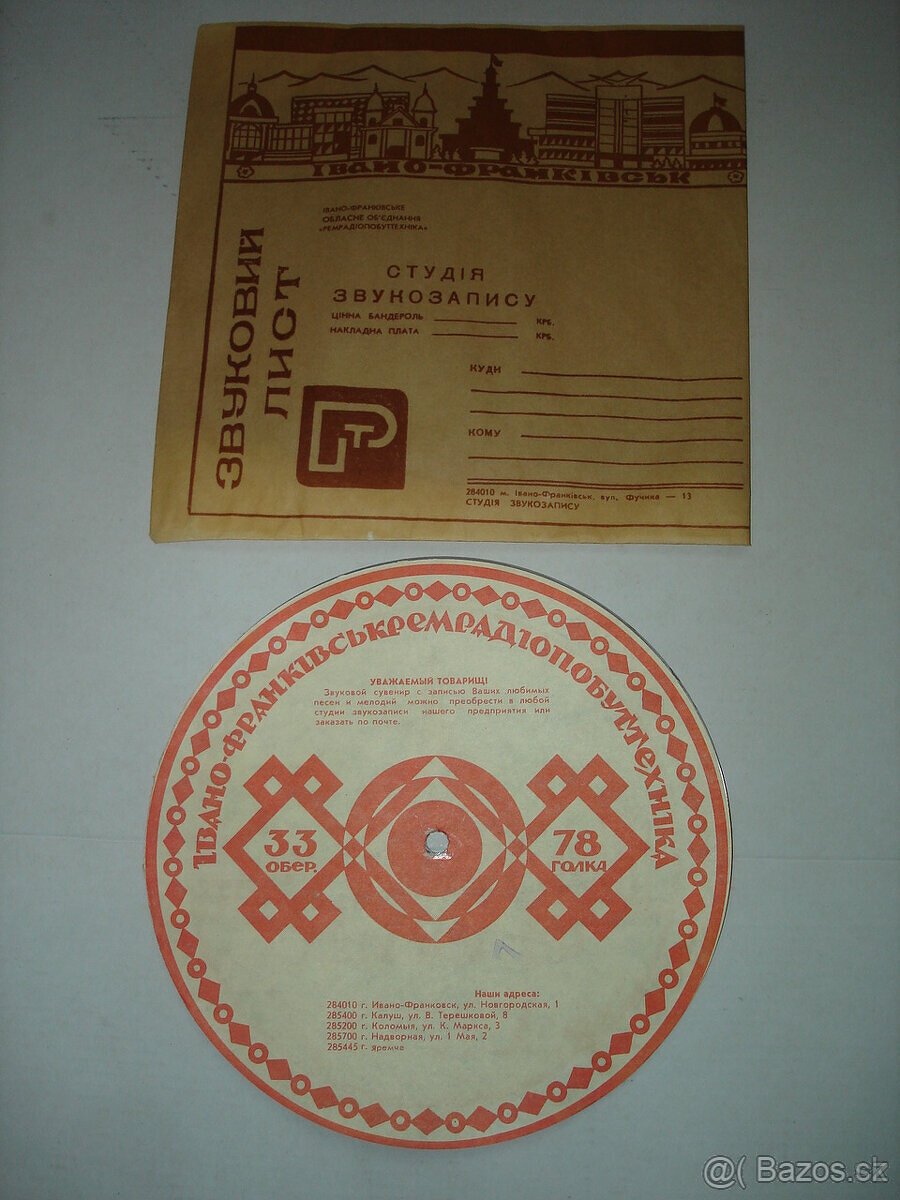 ІВАНО-ФРАНКІВСЬК
ІВАНО-ФРАНКІВСЬКЕ
ОБЛАСНЕ ОБ'ЄДНАННЯ
«РЕМРАДІОПОБУТТЕХНІКА»
ЗВУКОВИЙ
ЛИСТ
СТУДІЯ
ЗВУКОЗАПИСУ
ЦІННА БАНДЕРОЛЬ КРБ.
НАКЛАДНА ПЛАТА КРБ.
КУДИ
КОМУ
РТ
284010 м. Івано-Франківськ, вул. Фучика — 13
СТУДІЯ ЗВУКОЗАПИСУ
ІВАНО-ФРАНКІВСЬКРЕМРАДІОПОБУТТЕХНІКА
УВАЖАЕМЫЙ ТОВАРИЩ!
Звуковой сувенир с записью Ваших любимых
песен и мелодий можно преобрести в любой
студии звукозаписи нашего предприятия или
заказать по почте.
33
ОБЕР.
78
ГОЛКА
7
Наши адреса:
284010 г. Ивано-Франковск, ул. Новгородская, 1
285400 г. Калуш, ул. В. Терешковой, 8
285200 г. Коломыя, ул. К. Маркса, 3
285700 г. Надворная, ул. 1 Мая, 2
285445 г. Яремче
@( Bazos.sk